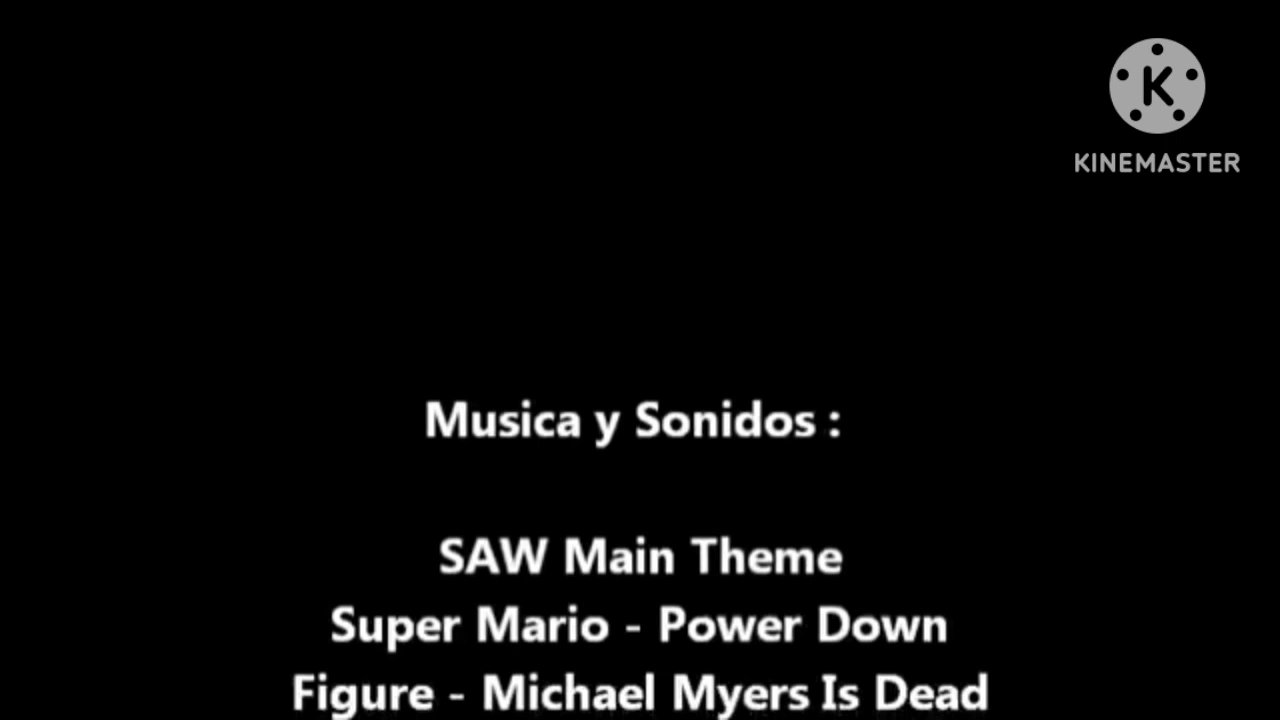 K
KINEMASTER
Musica y Sonidos :
SAW Main Theme
Super Mario - Power Down
Figure - Michael Myers Is Dead